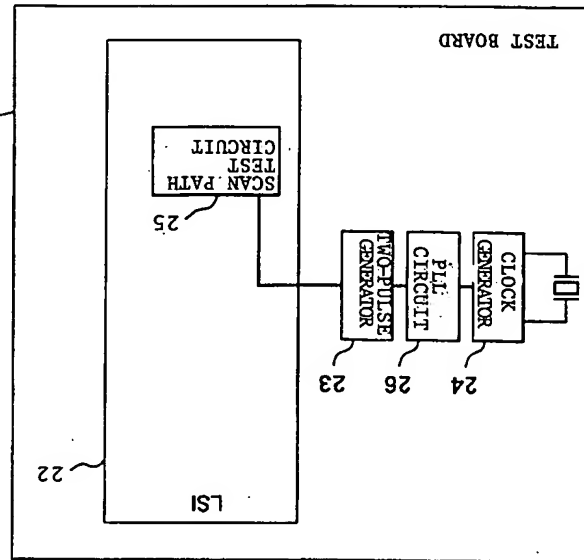 LSI
22
24
26
23
CLOCK
GENERATOR
PLL
CIRCUIT
TWO-PULSE
GENERATOR
25
SCAN PATH
TEST
CIRCUIT
TEST BOARD